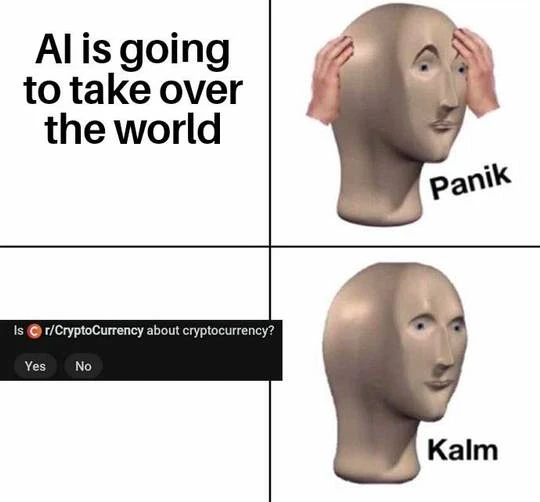 AI is going
to take over
the world
Panik
Is r/CryptoCurrency about cryptocurrency?
Yes No
Kalm